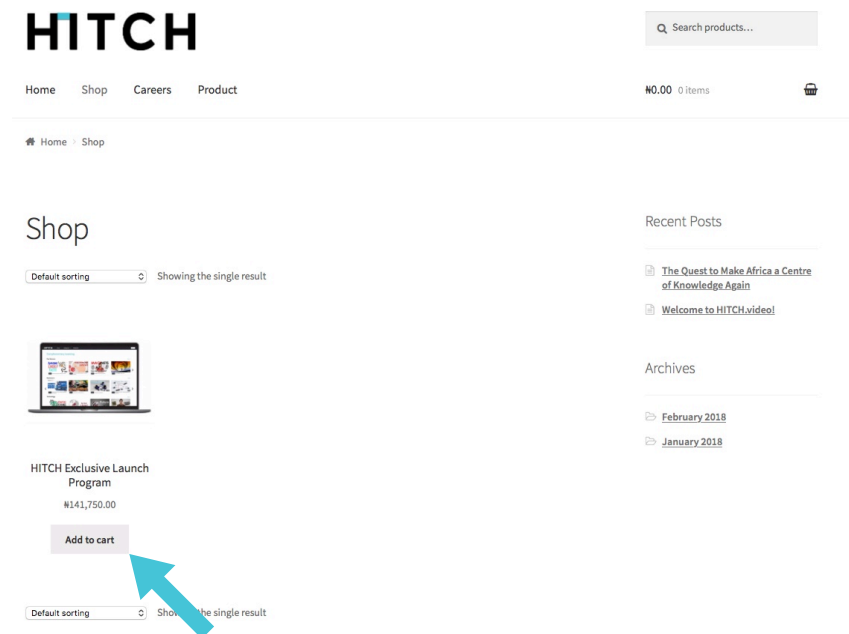 HITCH
Search products...
Home Shop Careers Product
₦0.00 0 items
Home Shop
Shop
Default sorting Showing the single result
HITCH Exclusive Launch
Program
₦141,750.00
Add to cart
Default sorting Sho he single result
Recent Posts
The Quest to Make Africa a Centre
of Knowledge Again
Welcome to HITCH.video!
Archives
February 2018
January 2018